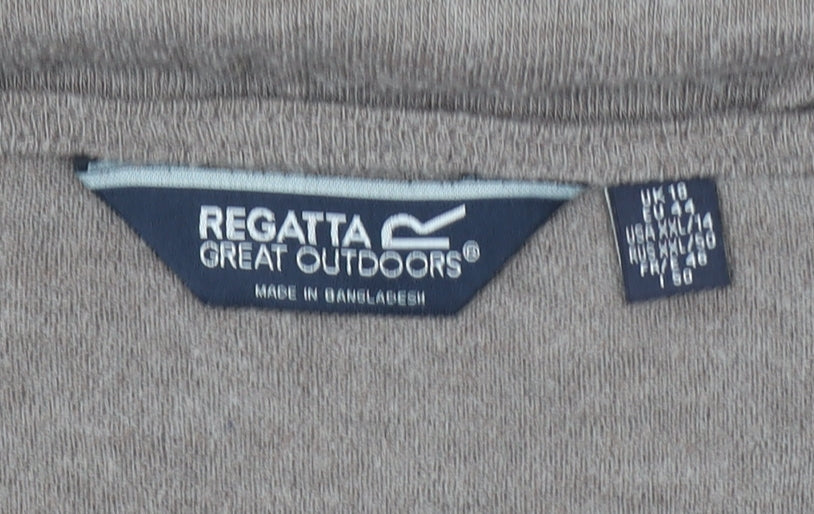 REGATTA
GREAT OUTDOORS®
MADE IN BANGLADESH
UK 18
EU 44
USA XXL/14
RUS XXL/50
FR/E 46
I 50